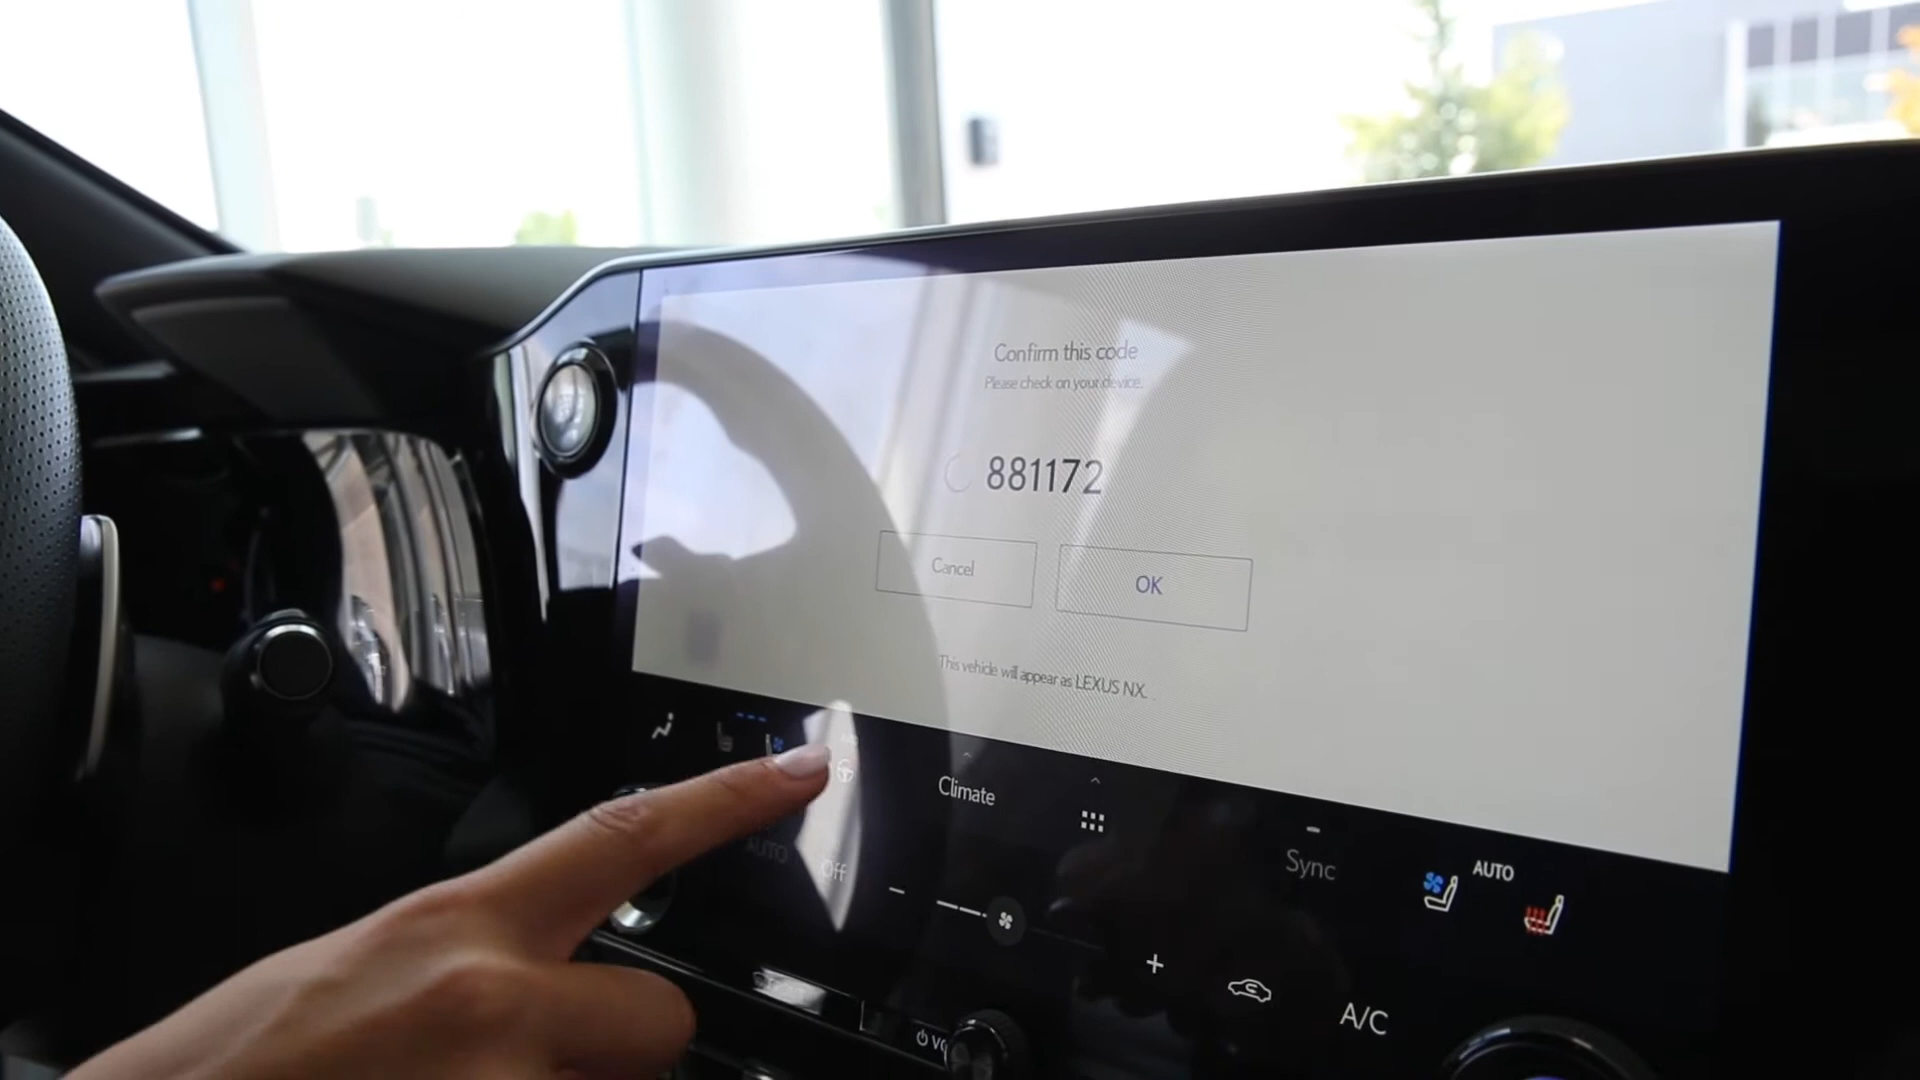 Confirm this code
Please check on your device.
881172
Cancel
OK
This vehicle will appear as LEXUS NX.
Climate
AUTO
Off
Sync
AUTO
A/C